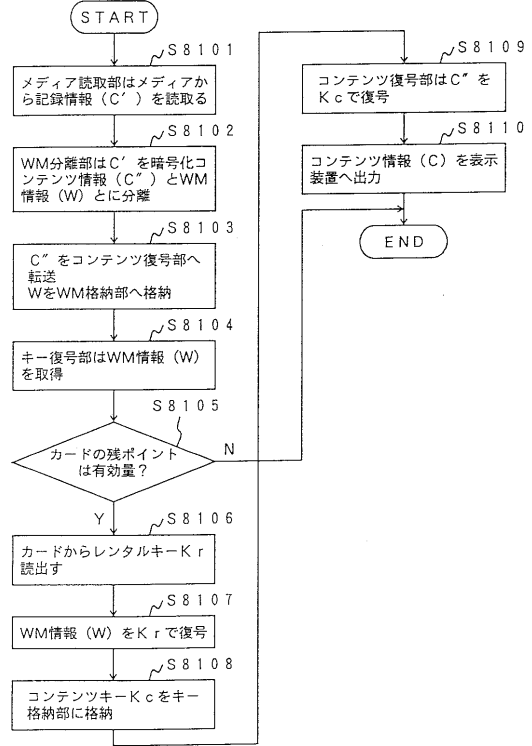 START
S8101
メディア読取部はメディアか
ら記録情報（C′）を読取る
S8102
WM分離部はC′を暗号化コ
ンテンツ情報（C″）とWM
情報（W）とに分離
S8103
C″をコンテンツ復号部へ
転送
WをWM格納部へ格納
S8104
キー復号部はWM情報（W）
を取得
S8105
カードの残ポイント
は有効量？
N
Y
S8106
カードからレンタルキーKr
読出す
S8107
WM情報（W）をKrで復号
S8108
コンテンツキーKcをキー
格納部に格納
S8109
コンテンツ復号部はC″を
Kcで復号
S8110
コンテンツ情報（C）を表示
装置へ出力
END